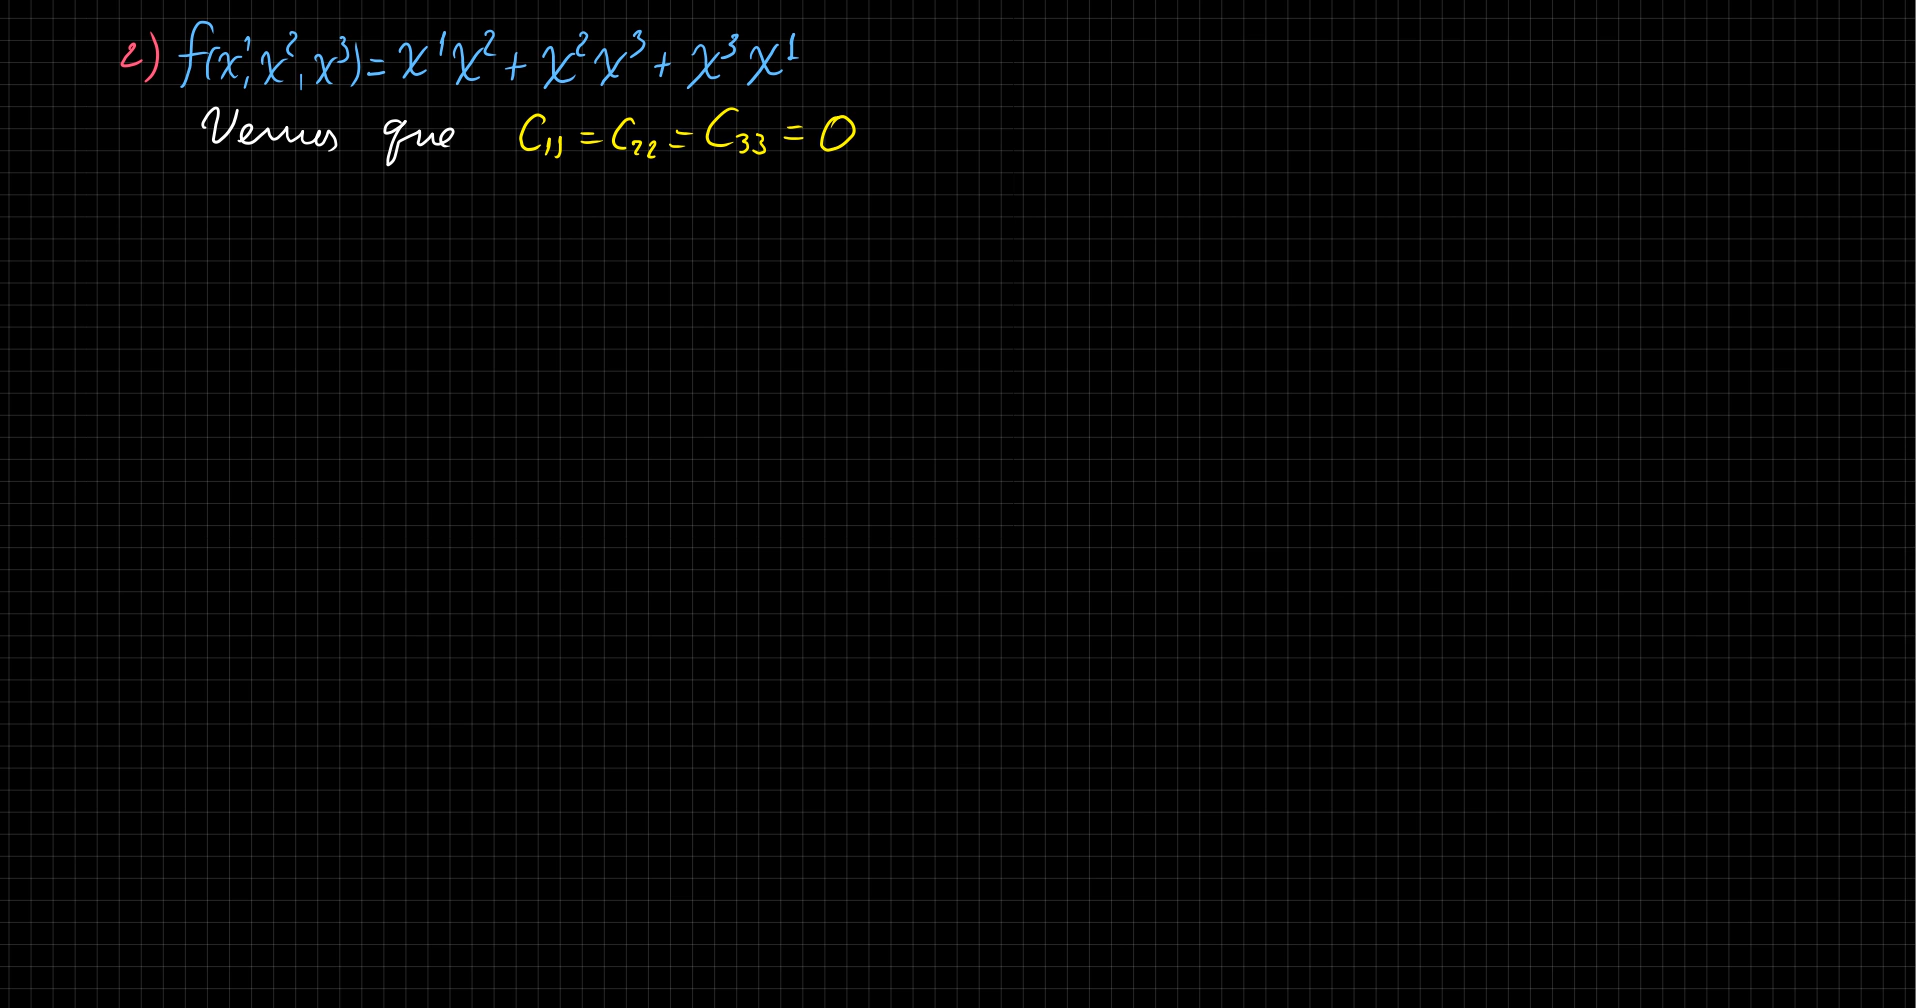 2) f(x¹, x², x³) = x¹x² + x²x³ + x³x¹
Vemos que C₁₁ = C₂₂ = C₃₃ = 0